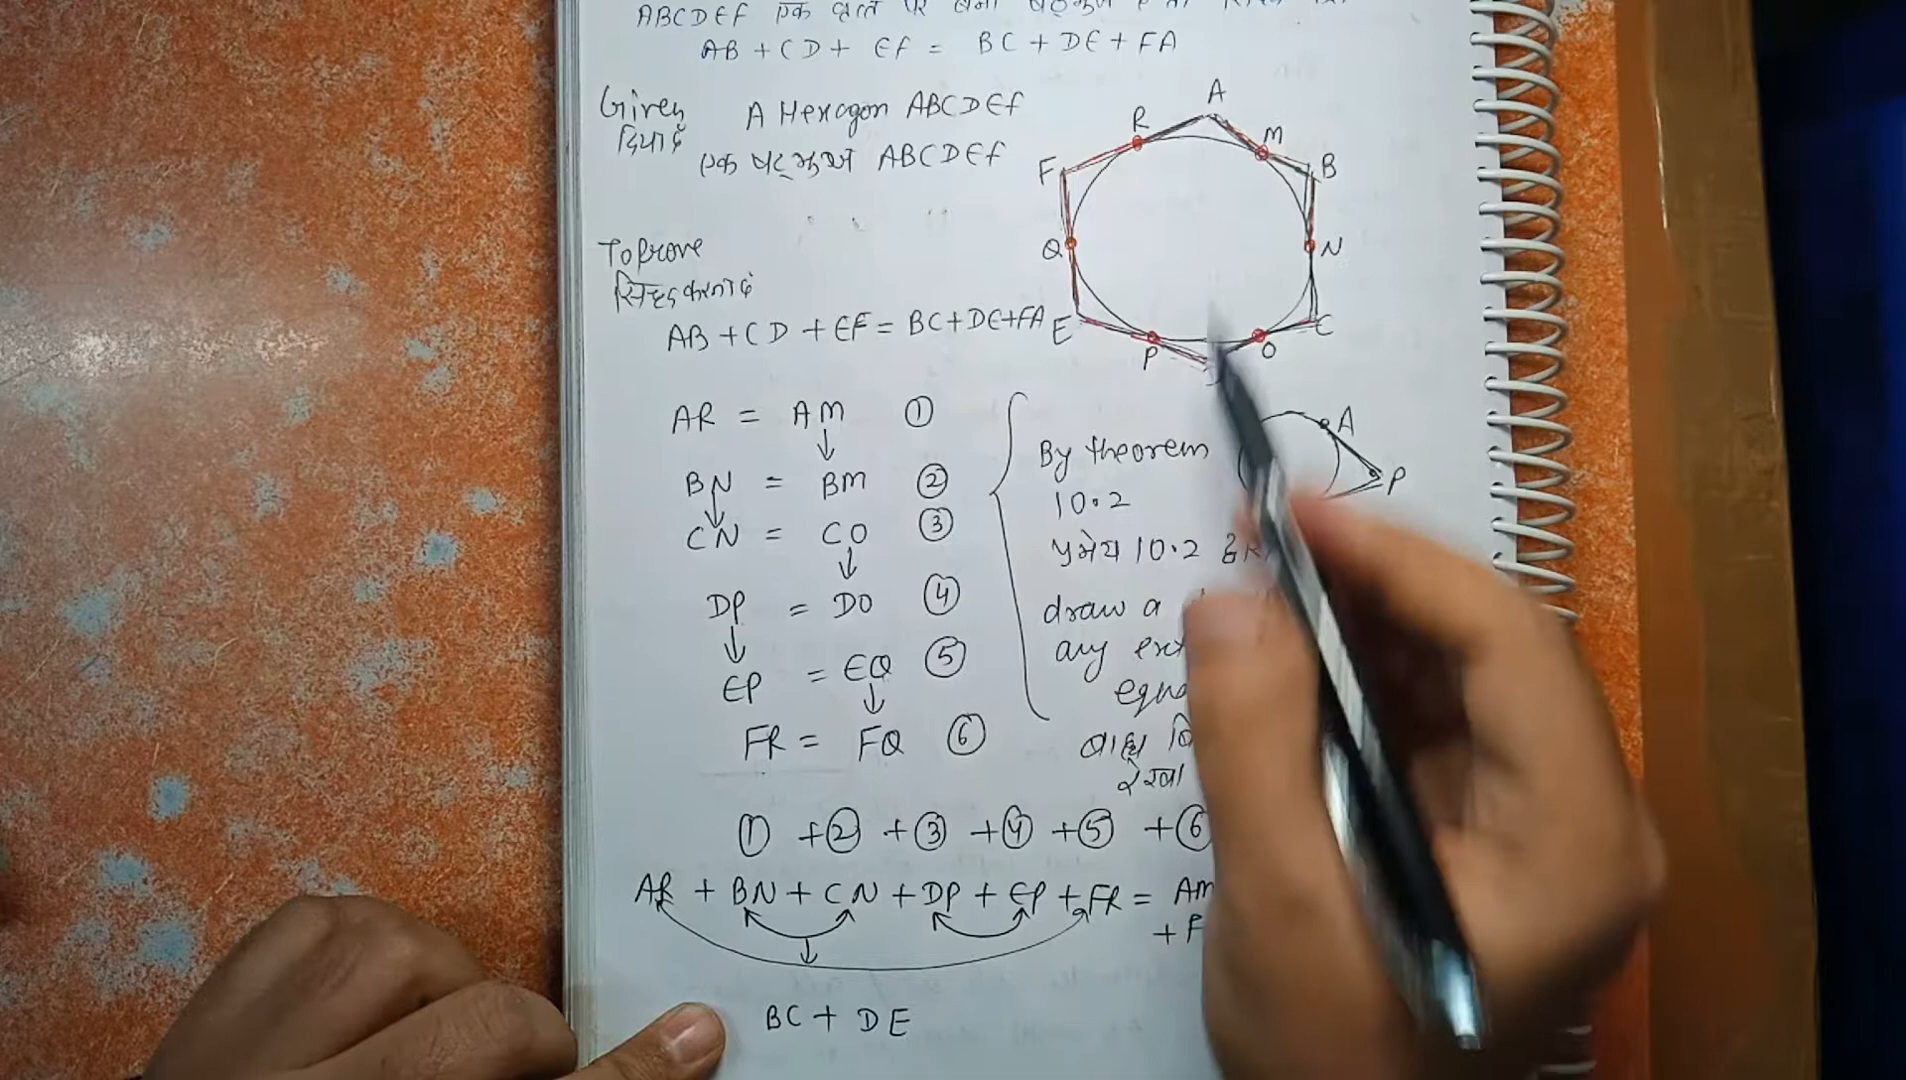 ABCDEF एक
AB + CD + EF = BC + DE + FA
Given A Hexagon ABCDEF
दिया है
एक षट्भुज ABCDEF
To prove
सिद्ध करना है
AB + CD + EF = BC + DE + FA
A
R
M
F
B
Q
N
E
C
P
O
AR = AM ①
BN = BM ②
CN = CO ③
DP = DO ④
EP = EQ ⑤
FR = FQ ⑥
By theorem
10.2
प्रमेय 10.2
draw a
any
A
P
① + ② + ③ + ④ + ⑤ + ⑥
AR + BN + CN + DP + EP + FR = AM
+ F
BC + DE